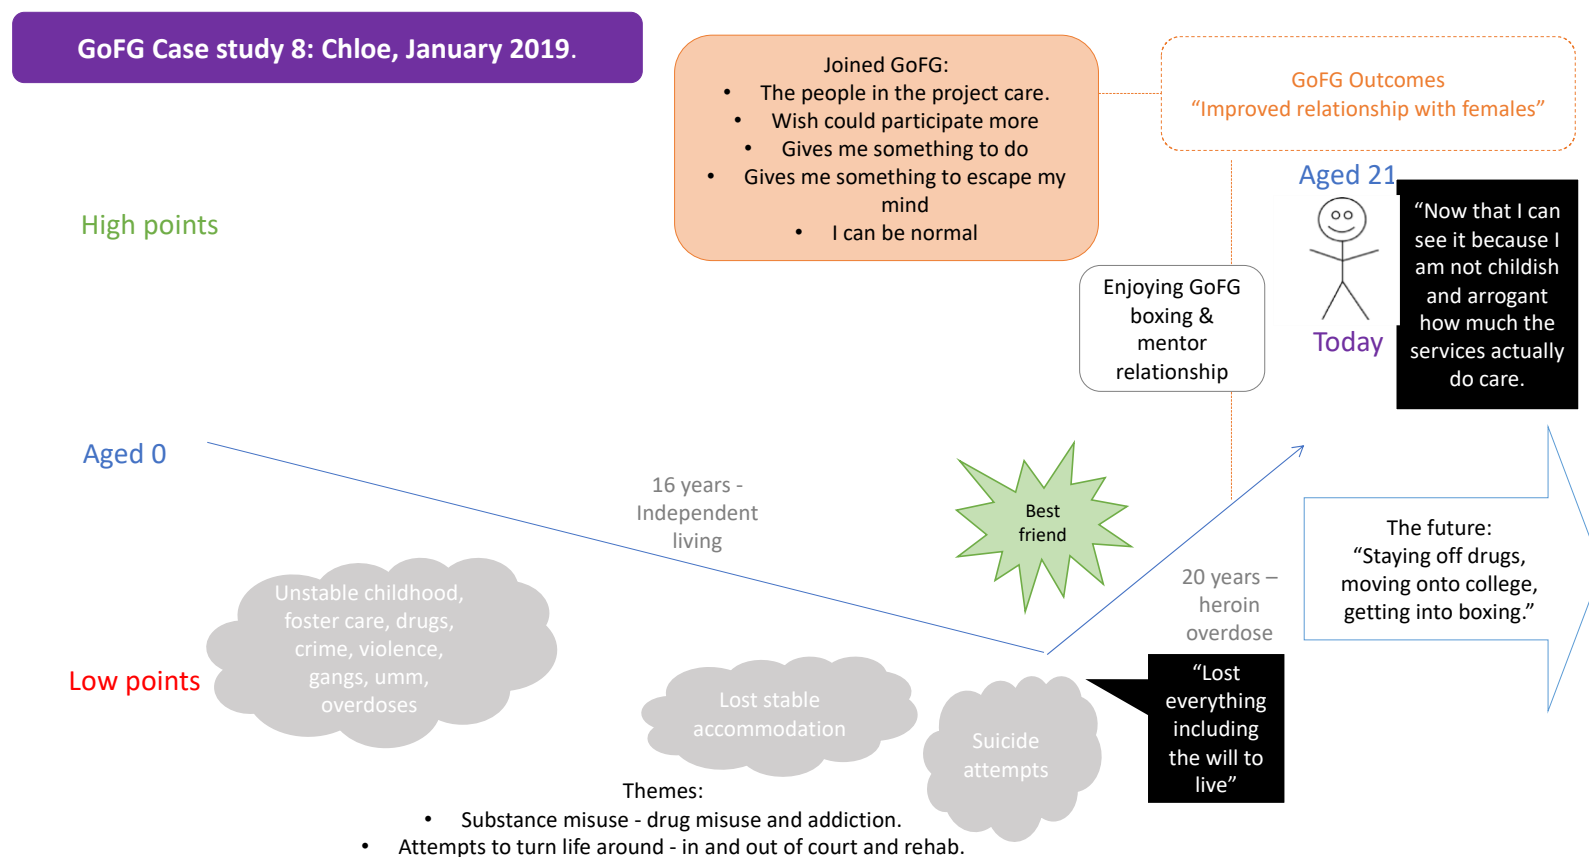 GoFG Case study 8: Chloe, January 2019.
Joined GoFG:
• The people in the project care.
• Wish could participate more
• Gives me something to do
• Gives me something to escape my
mind
• I can be normal
GoFG Outcomes
“Improved relationship with females”
Aged 21
High points
“Now that I can
see it because I
am not childish
and arrogant
how much the
services actually
do care.
Enjoying GoFG
boxing &
mentor
relationship
Today
Aged 0
16 years -
Independent
living
Best
friend
The future:
“Staying off drugs,
moving onto college,
getting into boxing.”
20 years –
heroin
overdose
Unstable childhood,
foster care, drugs,
crime, violence,
gangs, umm,
overdoses
Low points
Lost stable
accommodation
Suicide
attempts
“Lost
everything
including
the will to
live”
Themes:
• Substance misuse - drug misuse and addiction.
• Attempts to turn life around - in and out of court and rehab.